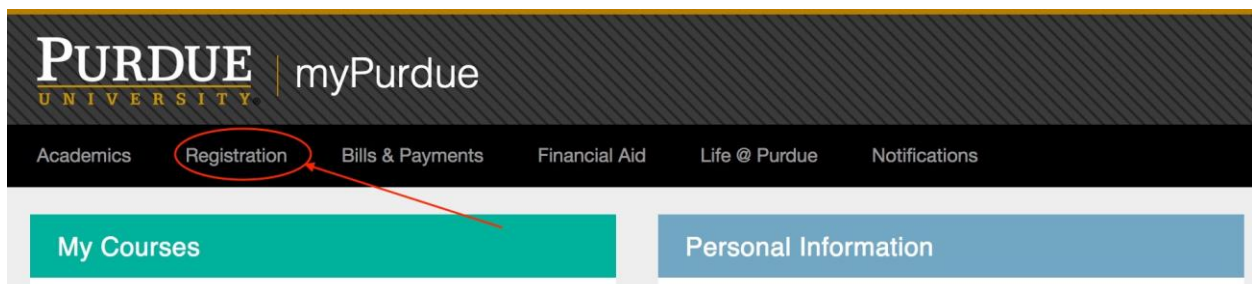 PURDUE
UNIVERSITY®
myPurdue
Academics Registration Bills & Payments Financial Aid Life @ Purdue Notifications
My Courses
Personal Information